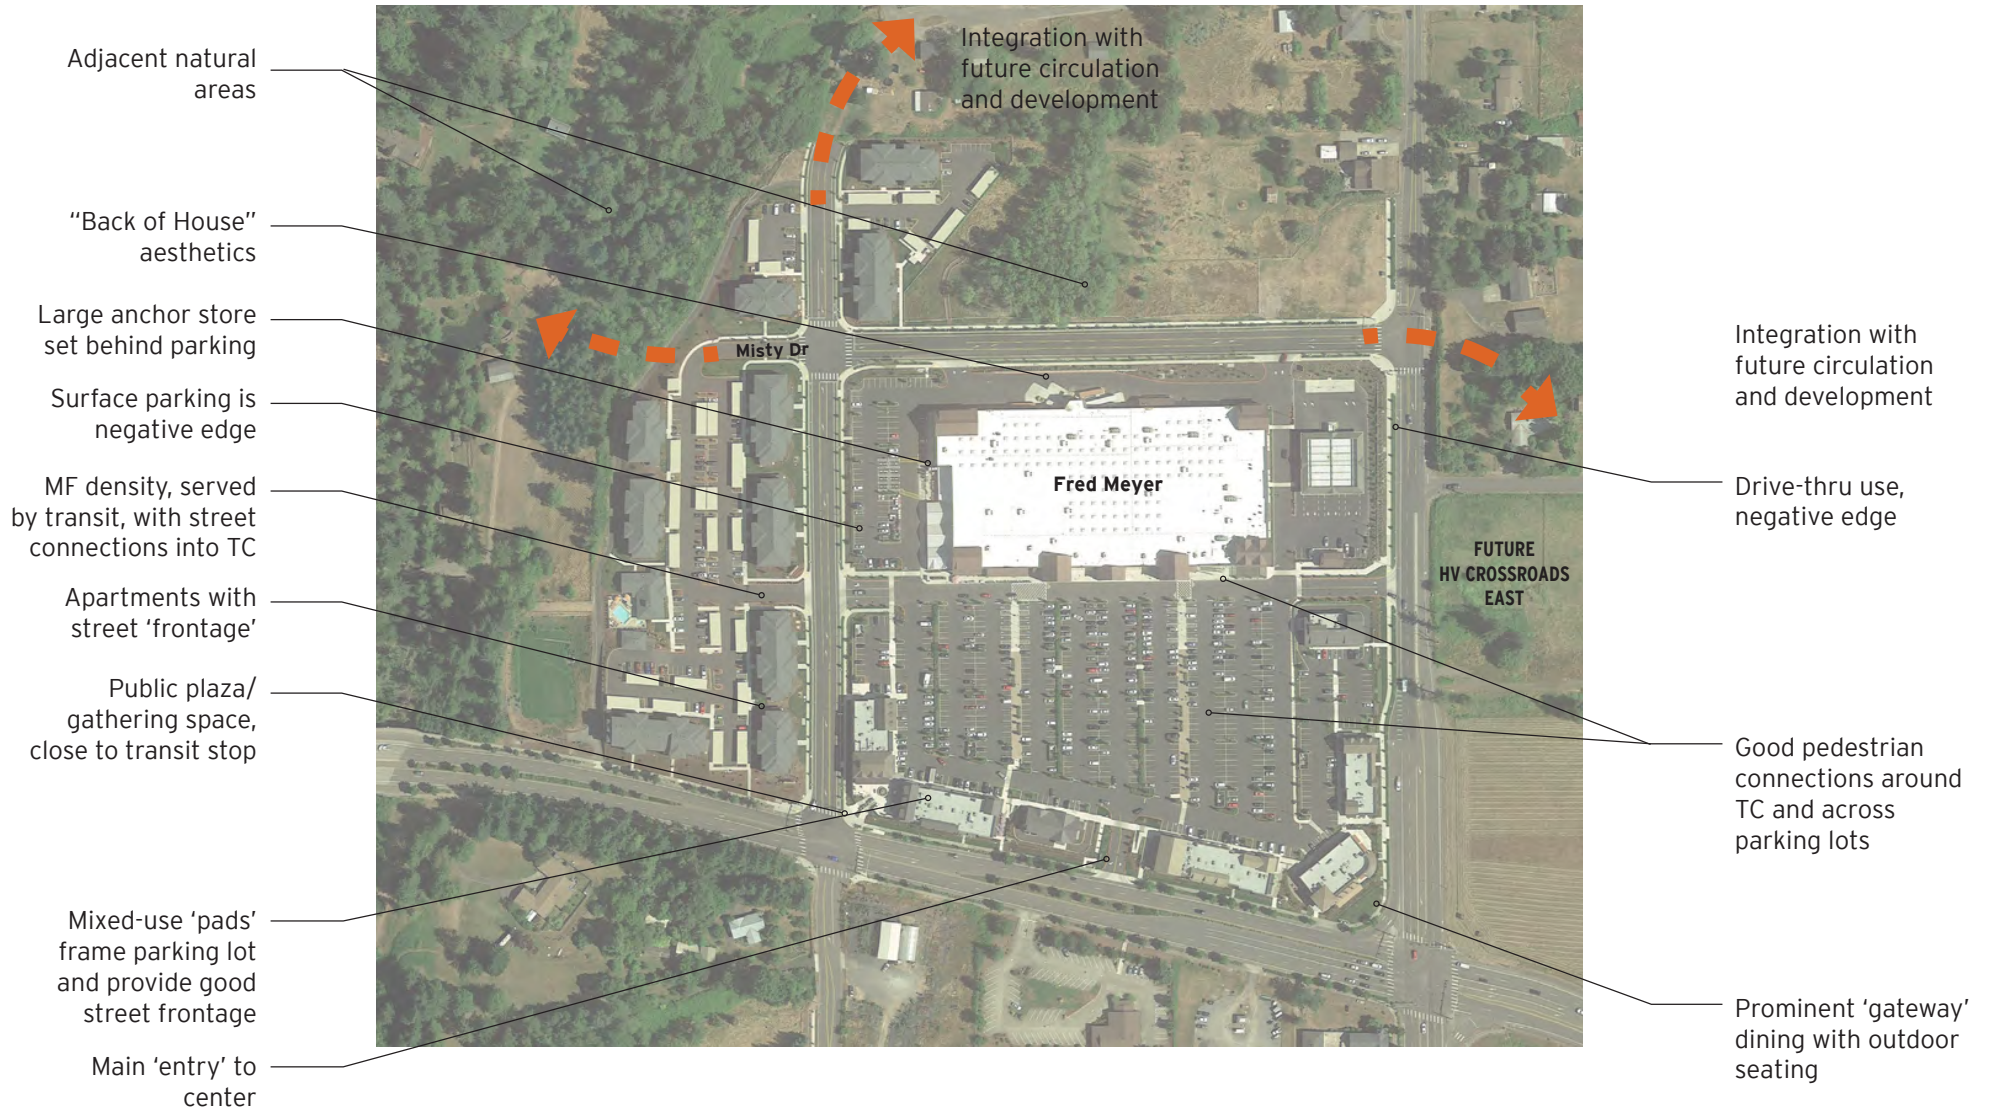 Adjacent natural
areas
“Back of House”
aesthetics
Large anchor store
set behind parking
Surface parking is
negative edge
MF density, served
by transit, with street
connections into TC
Apartments with
street ‘frontage’
Public plaza/
gathering space,
close to transit stop
Mixed-use ‘pads’
frame parking lot
and provide good
street frontage
Main ‘entry’ to
center
Integration with
future circulation
and development
Misty Dr
Fred Meyer
FUTURE
HV CROSSROADS
EAST
Integration with
future circulation
and development
Drive-thru use,
negative edge
Good pedestrian
connections around
TC and across
parking lots
Prominent ‘gateway’
dining with outdoor
seating